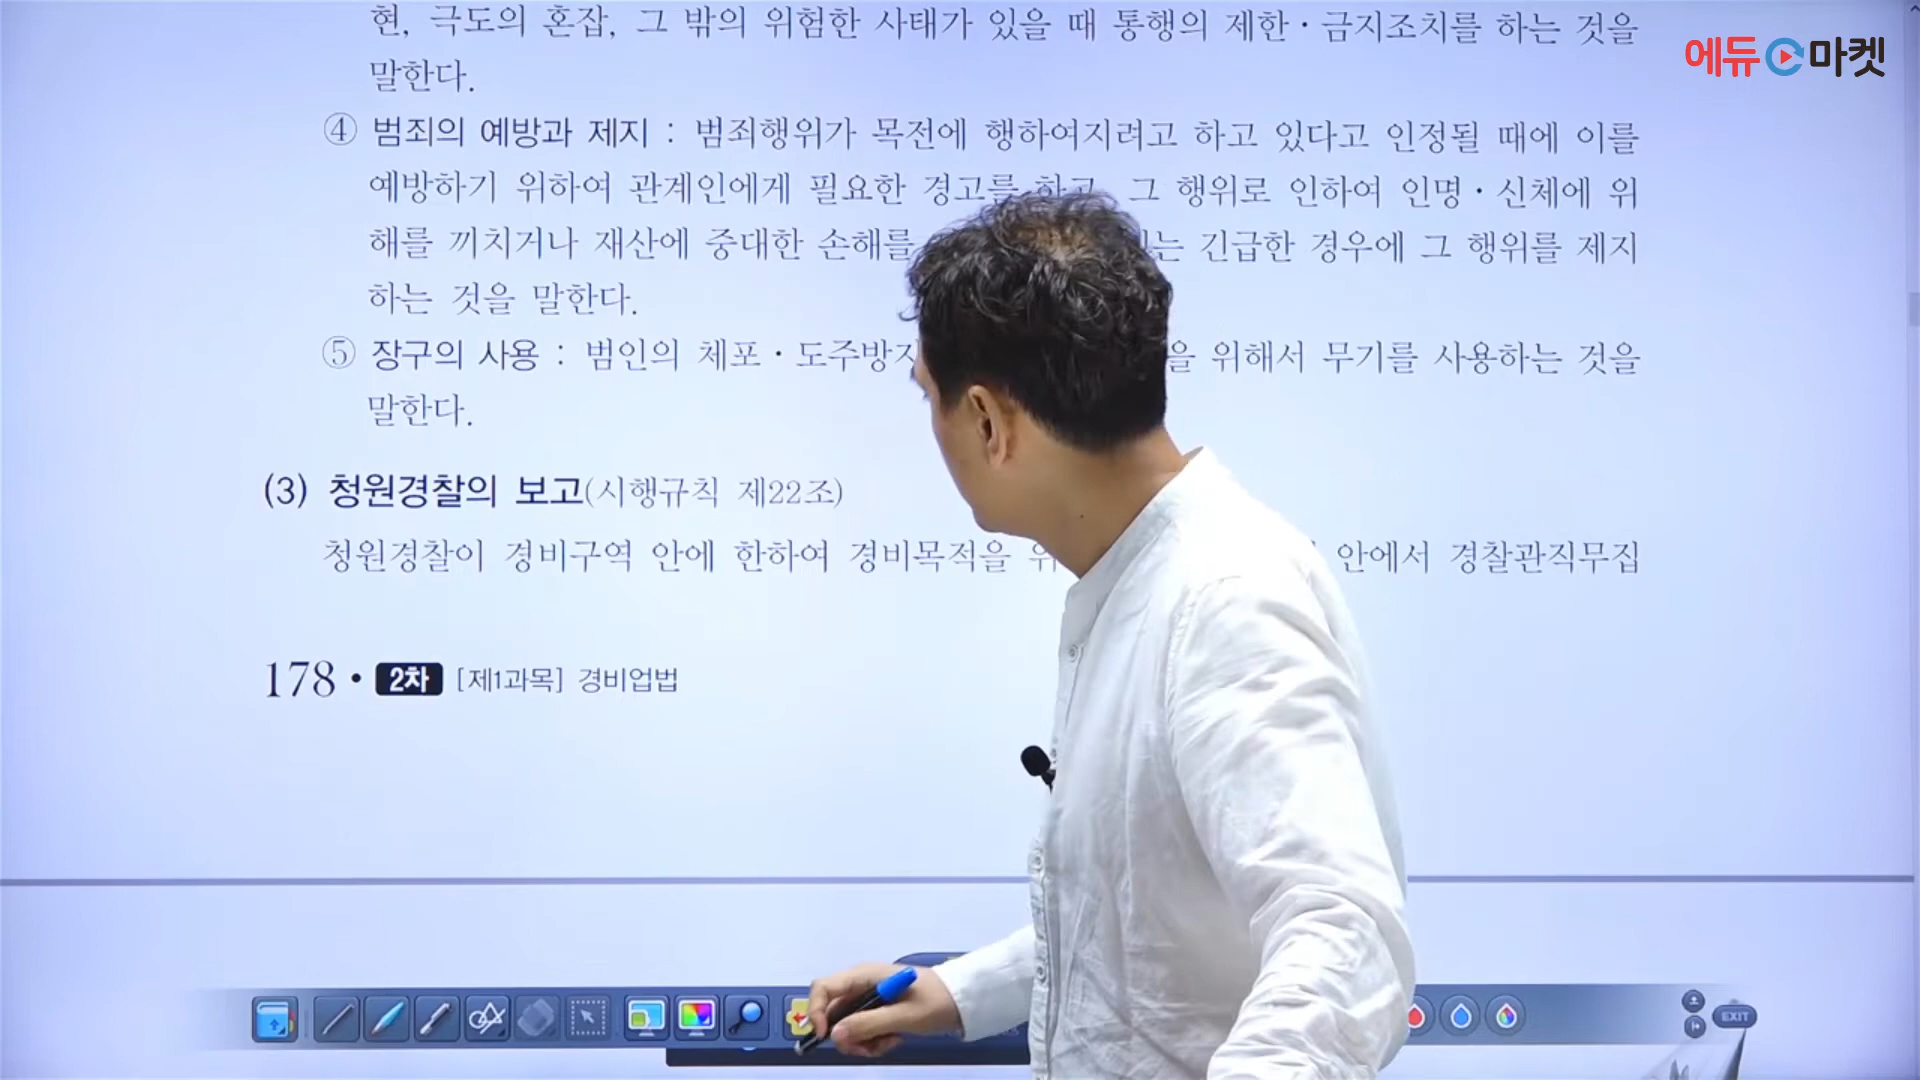 현, 극도의 혼잡, 그 밖의 위험한 사태가 있을 때 통행의 제한·금지조치를 하는 것을
말한다.
에듀 마켓
④ 범죄의 예방과 제지 : 범죄행위가 목전에 행하여지려고 하고 있다고 인정될 때에 이를
예방하기 위하여 관계인에게 필요한 경고를 하고, 그 행위로 인하여 인명·신체에 위
해를 끼치거나 재산에 중대한 손해를 는 긴급한 경우에 그 행위를 제지
하는 것을 말한다.
⑤ 장구의 사용 : 범인의 체포·도주방지 을 위해서 무기를 사용하는 것을
말한다.
(3) 청원경찰의 보고(시행규칙 제22조)
청원경찰이 경비구역 안에 한하여 경비목적을 안에서 경찰관직무집
178 · 2차 [제1과목] 경비업법
EXIT